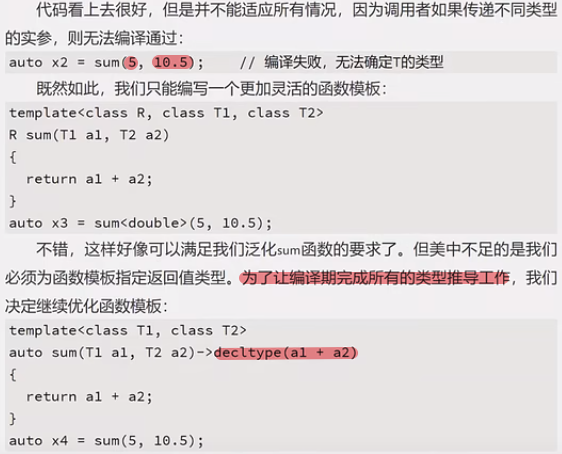 代码看上去很好，但是并不能适应所有情况，因为调用者如果传递不同类型
的实参，则无法编译通过：
auto x2 = sum(5, 10.5);    // 编译失败，无法确定T的类型
既然如此，我们只能编写一个更加灵活的函数模板：
template<class R, class T1, class T2>
R sum(T1 a1, T2 a2)
{
  return a1 + a2;
}
auto x3 = sum<double>(5, 10.5);
不错，这样好像可以满足我们泛化sum函数的要求了。但美中不足的是我们
必须为函数模板指定返回值类型。为了让编译期完成所有的类型推导工作，我们
决定继续优化函数模板：
template<class T1, class T2>
auto sum(T1 a1, T2 a2)->decltype(a1 + a2)
{
  return a1 + a2;
}
auto x4 = sum(5, 10.5);